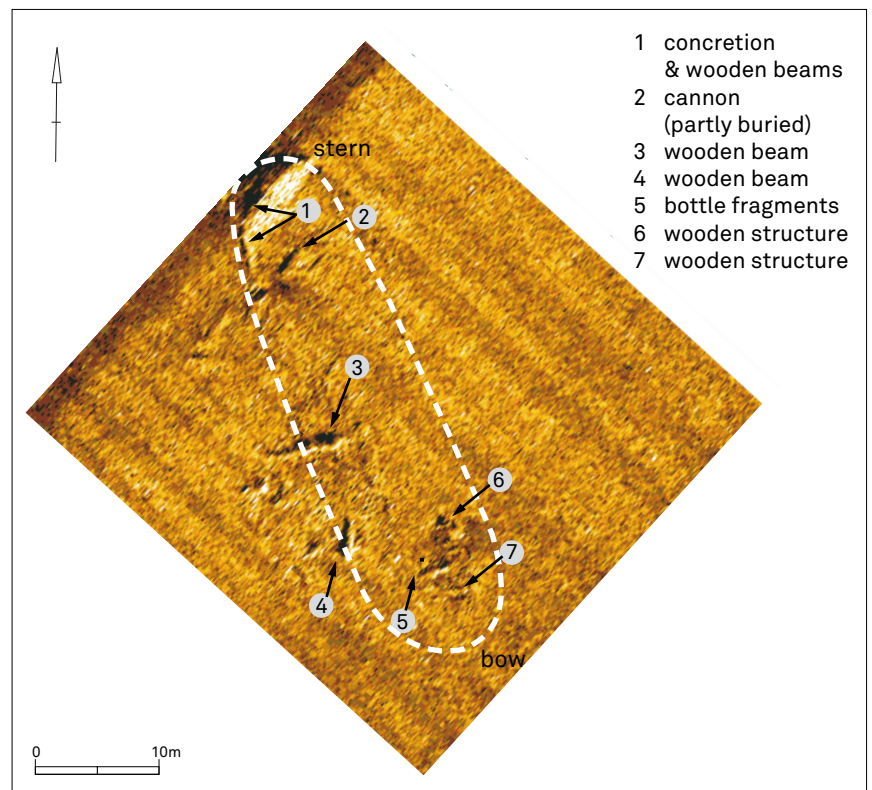 1 concretion
& wooden beams
2 cannon
(partly buried)
3 wooden beam
4 wooden beam
5 bottle fragments
6 wooden structure
7 wooden structure
stern
1
2
3
6
7
4
5
bow
0 10m